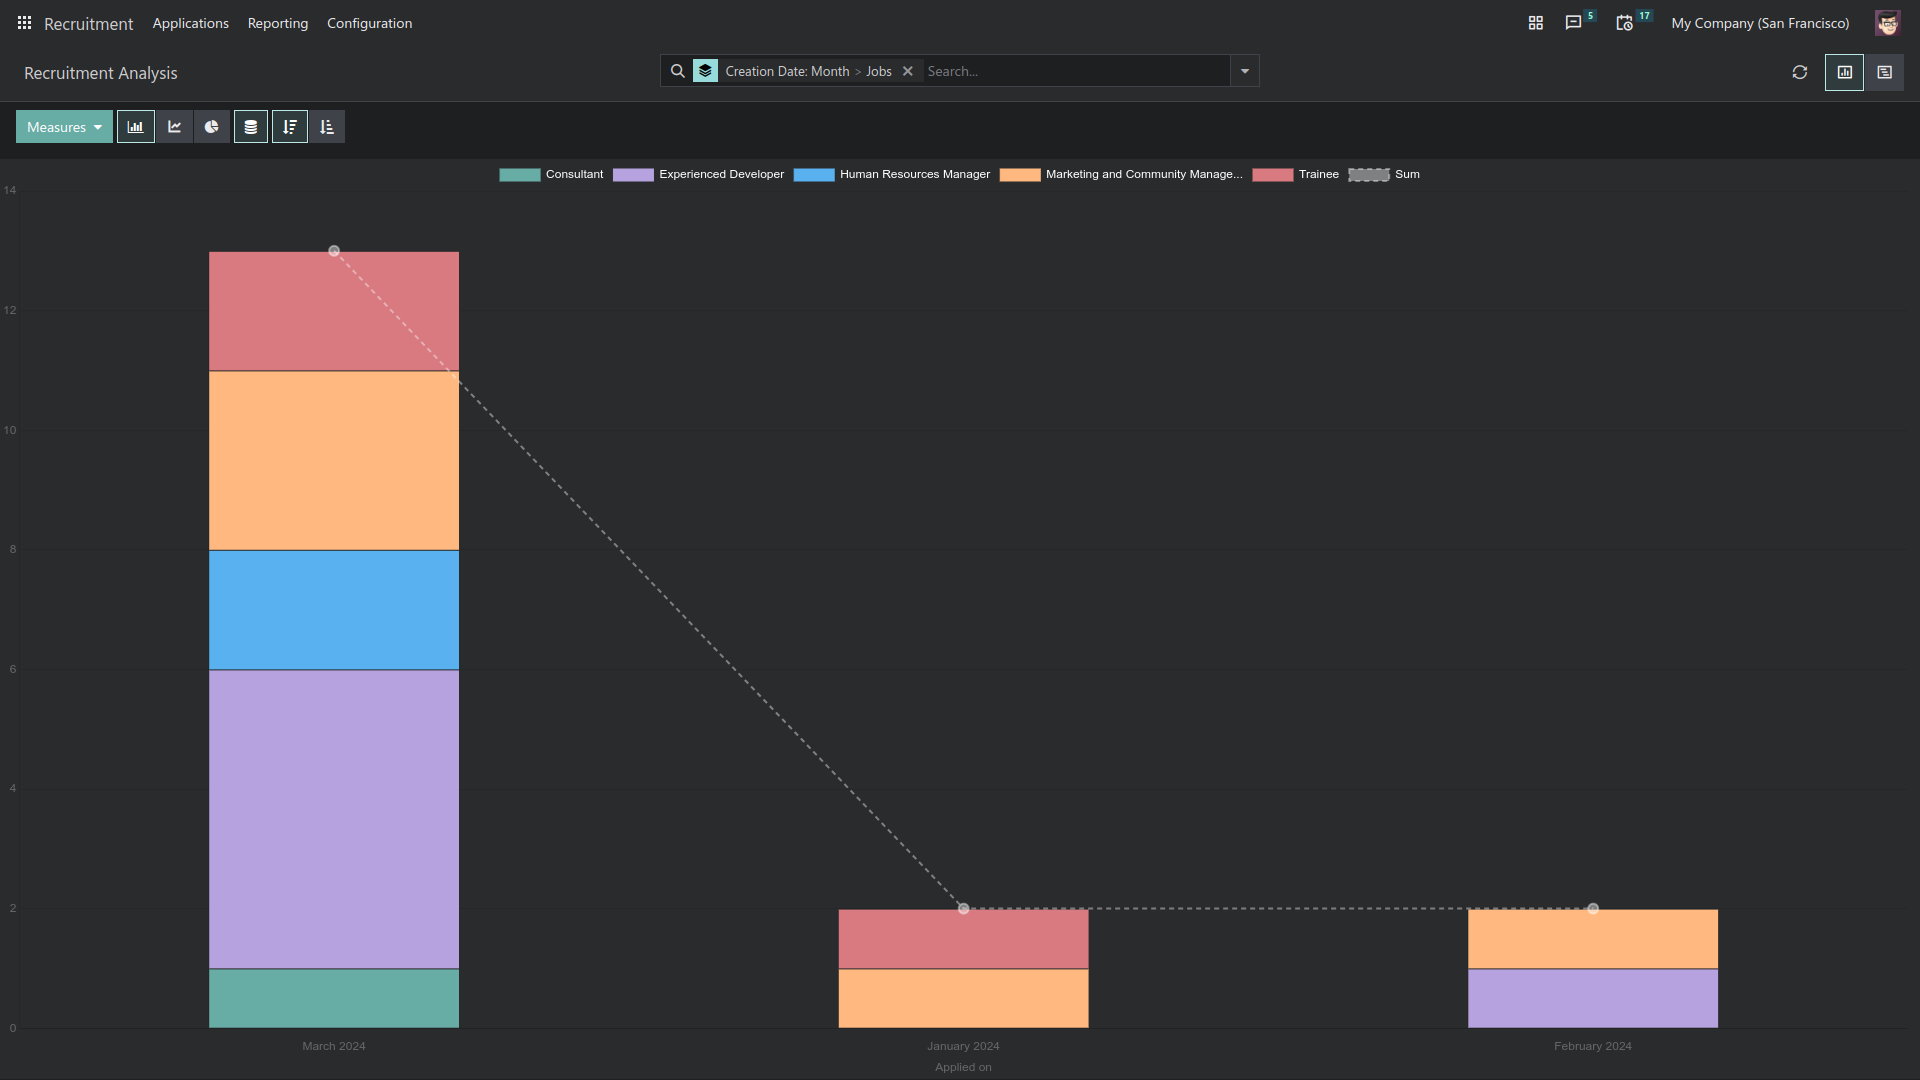 Recruitment Applications Reporting Configuration 5 17 My Company (San Francisco)
Recruitment Analysis Creation Date: Month > Jobs Search...
Measures
Consultant Experienced Developer Human Resources Manager Marketing and Community Manage... Trainee Sum
14
12
10
8
6
4
2
0
March 2024 January 2024 February 2024
Applied on